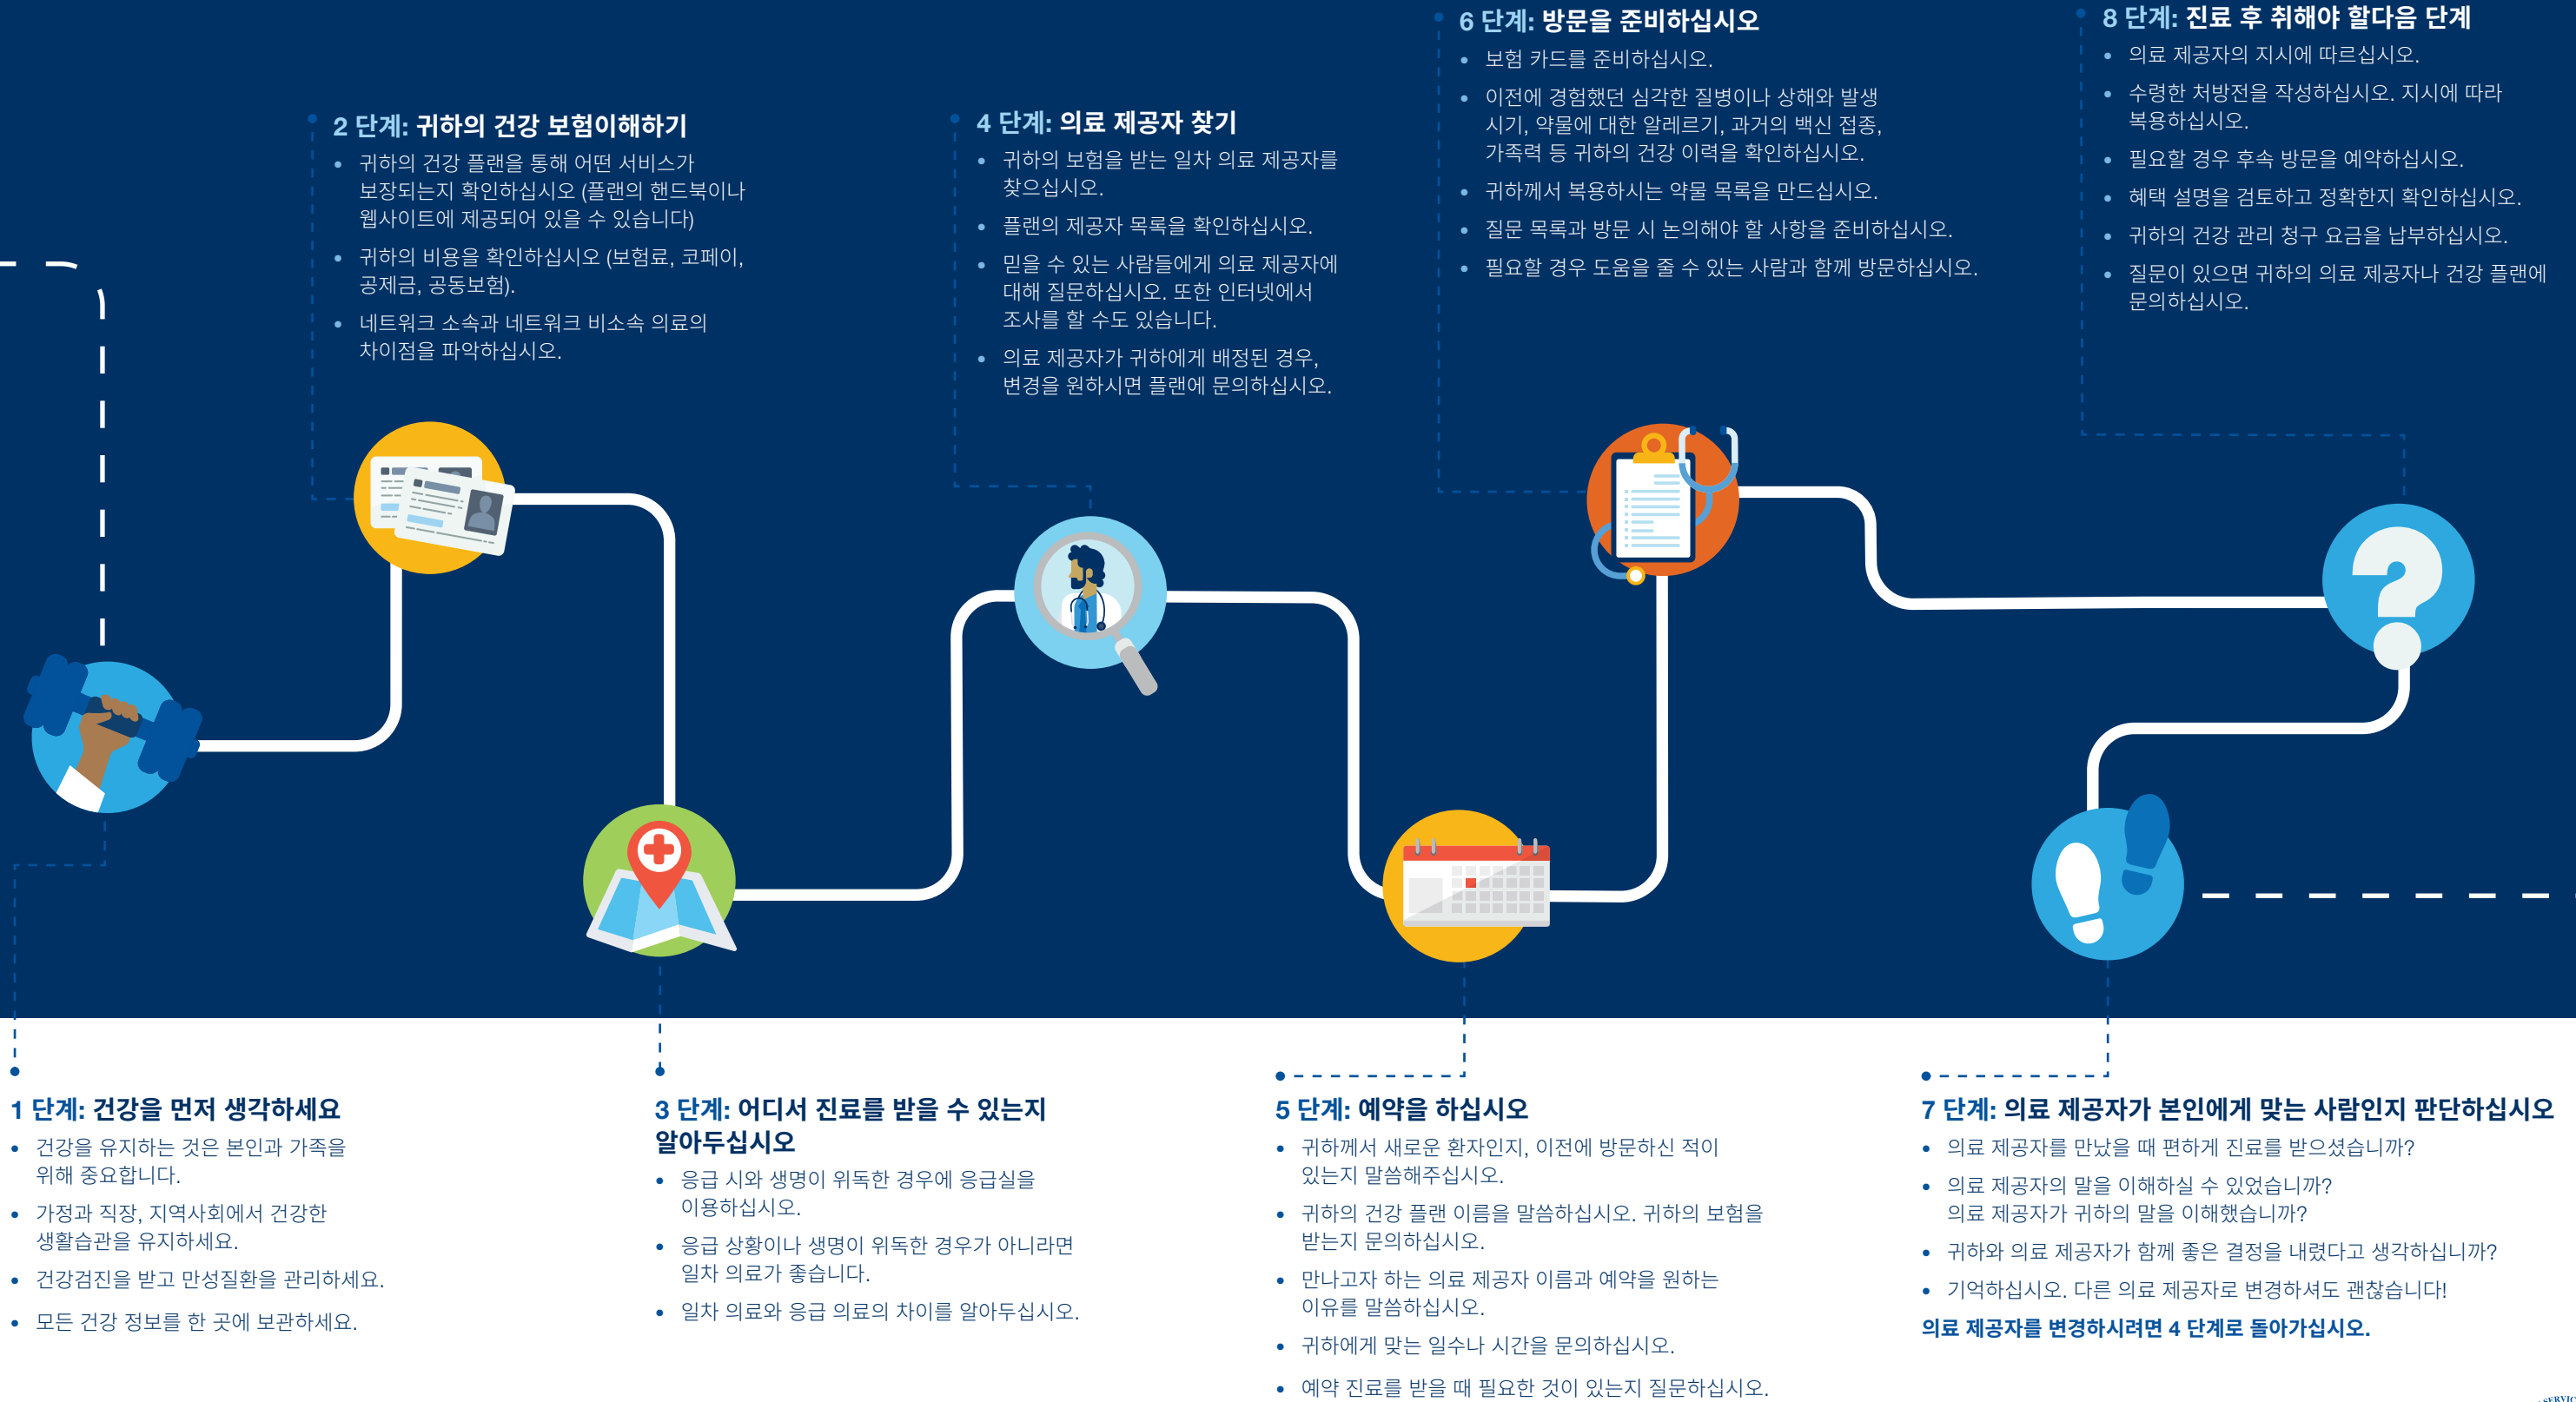 1 단계: 건강을 먼저 생각하세요
• 건강을 유지하는 것은 본인과 가족을
위해 중요합니다.
• 가정과 직장, 지역사회에서 건강한
생활습관을 유지하세요.
• 건강검진을 받고 만성질환을 관리하세요.
• 모든 건강 정보를 한 곳에 보관하세요.
2 단계: 귀하의 건강 보험이해하기
• 귀하의 건강 플랜을 통해 어떤 서비스가
보장되는지 확인하십시오 (플랜의 핸드북이나
웹사이트에 제공되어 있을 수 있습니다)
• 귀하의 비용을 확인하십시오 (보험료, 코페이,
공제금, 공동보험).
• 네트워크 소속과 네트워크 비소속 의료의
차이점을 파악하십시오.
3 단계: 어디서 진료를 받을 수 있는지
알아두십시오
• 응급 시와 생명이 위독한 경우에 응급실을
이용하십시오.
• 응급 상황이나 생명이 위독한 경우가 아니라면
일차 의료가 좋습니다.
• 일차 의료와 응급 의료의 차이를 알아두십시오.
4 단계: 의료 제공자 찾기
• 귀하의 보험을 받는 일차 의료 제공자를
찾으십시오.
• 플랜의 제공자 목록을 확인하십시오.
• 믿을 수 있는 사람들에게 의료 제공자에
대해 질문하십시오. 또한 인터넷에서
조사를 할 수도 있습니다.
• 의료 제공자가 귀하에게 배정된 경우,
변경을 원하시면 플랜에 문의하십시오.
5 단계: 예약을 하십시오
• 귀하께서 새로운 환자인지, 이전에 방문하신 적이
있는지 말씀해주십시오.
• 귀하의 건강 플랜 이름을 말씀하십시오. 귀하의 보험을
받는지 문의하십시오.
• 만나고자 하는 의료 제공자 이름과 예약을 원하는
이유를 말씀하십시오.
• 귀하에게 맞는 일수나 시간을 문의하십시오.
• 예약 진료를 받을 때 필요한 것이 있는지 질문하십시오.
6 단계: 방문을 준비하십시오
• 보험 카드를 준비하십시오.
• 이전에 경험했던 심각한 질병이나 상해와 발생
시기, 약물에 대한 알레르기, 과거의 백신 접종,
가족력 등 귀하의 건강 이력을 확인하십시오.
• 귀하께서 복용하시는 약물 목록을 만드십시오.
• 질문 목록과 방문 시 논의해야 할 사항을 준비하십시오.
• 필요할 경우 도움을 줄 수 있는 사람과 함께 방문하십시오.
7 단계: 의료 제공자가 본인에게 맞는 사람인지 판단하십시오
• 의료 제공자를 만났을 때 편하게 진료를 받으셨습니까?
• 의료 제공자의 말을 이해하실 수 있었습니까?
의료 제공자가 귀하의 말을 이해했습니까?
• 귀하와 의료 제공자가 함께 좋은 결정을 내렸다고 생각하십니까?
• 기억하십시오. 다른 의료 제공자로 변경하셔도 괜찮습니다!
의료 제공자를 변경하시려면 4 단계로 돌아가십시오.
8 단계: 진료 후 취해야 할다음 단계
• 의료 제공자의 지시에 따르십시오.
• 수령한 처방전을 작성하십시오. 지시에 따라
복용하십시오.
• 필요할 경우 후속 방문을 예약하십시오.
• 혜택 설명을 검토하고 정확한지 확인하십시오.
• 귀하의 건강 관리 청구 요금을 납부하십시오.
• 질문이 있으면 귀하의 의료 제공자나 건강 플랜에
문의하십시오.